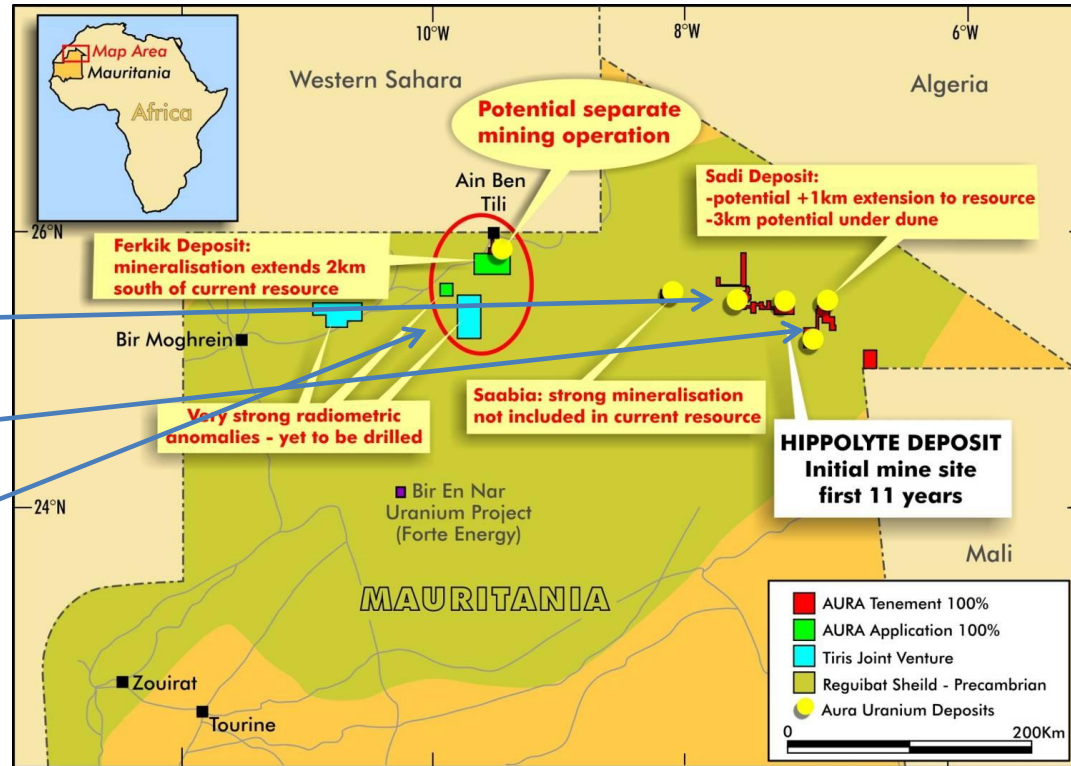 10°W
8°W
6°W
Map Area
Mauritania
Africa
Western Sahara
Algeria
Potential separate
mining operation
Ain Ben
Tili
Sadi Deposit:
-potential +1km extension to resource
-3km potential under dune
26°N
Ferkik Deposit:
mineralisation extends 2km
south of current resource
Bir Moghrein
Very strong radiometric
anomalies - yet to be drilled
Saabia: strong mineralisation
not included in current resource
HIPPOLYTE DEPOSIT
Initial mine site
first 11 years
24°N
Bir En Nar
Uranium Project
(Forte Energy)
Mali
MAURITANIA
AURA Tenement 100%
AURA Application 100%
Tiris Joint Venture
Reguibat Sheild - Precambrian
Aura Uranium Deposits
0
200Km
Zouirat
Tourine